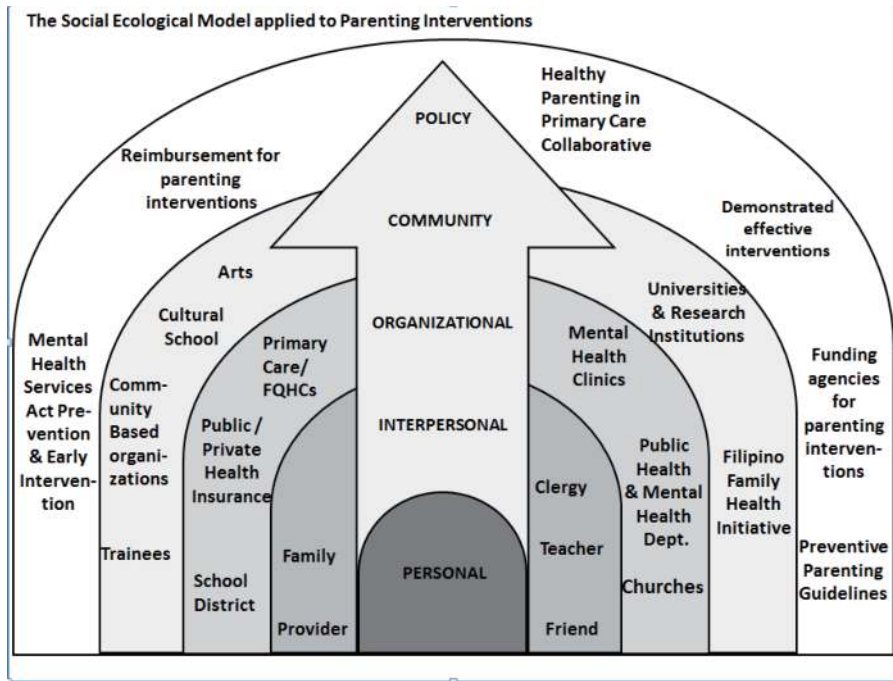 The Social Ecological Model applied to Parenting Interventions
Healthy
Parenting in
Primary Care
Collaborative
POLICY
Reimbursement for
parenting
interventions
Demonstrated
effective
interventions
COMMUNITY
Arts
Cultural
School
Universities
& Research
Institutions
ORGANIZATIONAL
Primary
Care/
FQHCs
Mental
Health
Clinics
Mental
Health
Services
Act Pre-
vention
& Early
Interven-
tion
Funding
agencies
for
parenting
interven-
tions
Comm-
unity
Based
organi-
zations
Public /
Private
Health
Insurance
INTERPERSONAL
Clergy
Public
Health
& Mental
Health
Dept.
Filipino
Family
Health
Initiative
Trainees
Family
Teacher
Preventive
Parenting
Guidelines
School
District
PERSONAL
Churches
Provider
Friend